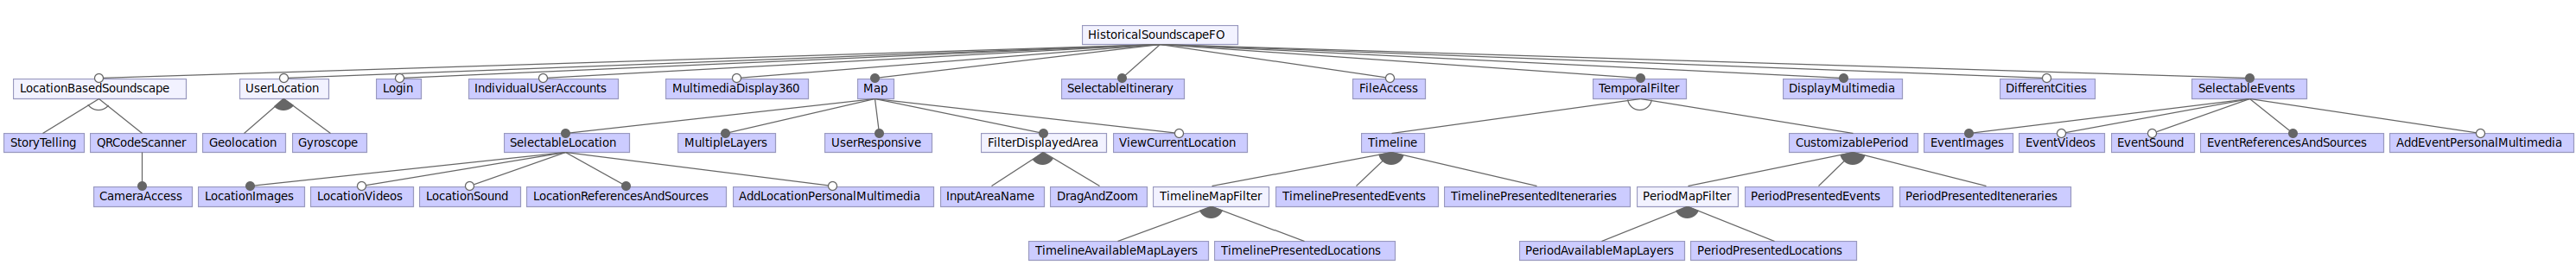 HistoricalSoundscapeFO
LocationBasedSoundscape
UserLocation
Login
IndividualUserAccounts
MultimediaDisplay360
Map
SelectableItinerary
FileAccess
TemporalFilter
DisplayMultimedia
DifferentCities
SelectableEvents
StoryTelling
QRCodeScanner
Geolocation
Gyroscope
SelectableLocation
MultipleLayers
UserResponsive
FilterDisplayedArea
ViewCurrentLocation
Timeline
CustomizablePeriod
EventImages
EventVideos
EventSound
EventReferencesAndSources
AddEventPersonalMultimedia
CameraAccess
LocationImages
LocationVideos
LocationSound
LocationReferencesAndSources
AddLocationPersonalMultimedia
InputAreaName
DragAndZoom
TimelineMapFilter
TimelinePresentedEvents
TimelinePresentedIteneraries
PeriodMapFilter
PeriodPresentedEvents
PeriodPresentedIteneraries
TimelineAvailableMapLayers
TimelinePresentedLocations
PeriodAvailableMapLayers
PeriodPresentedLocations